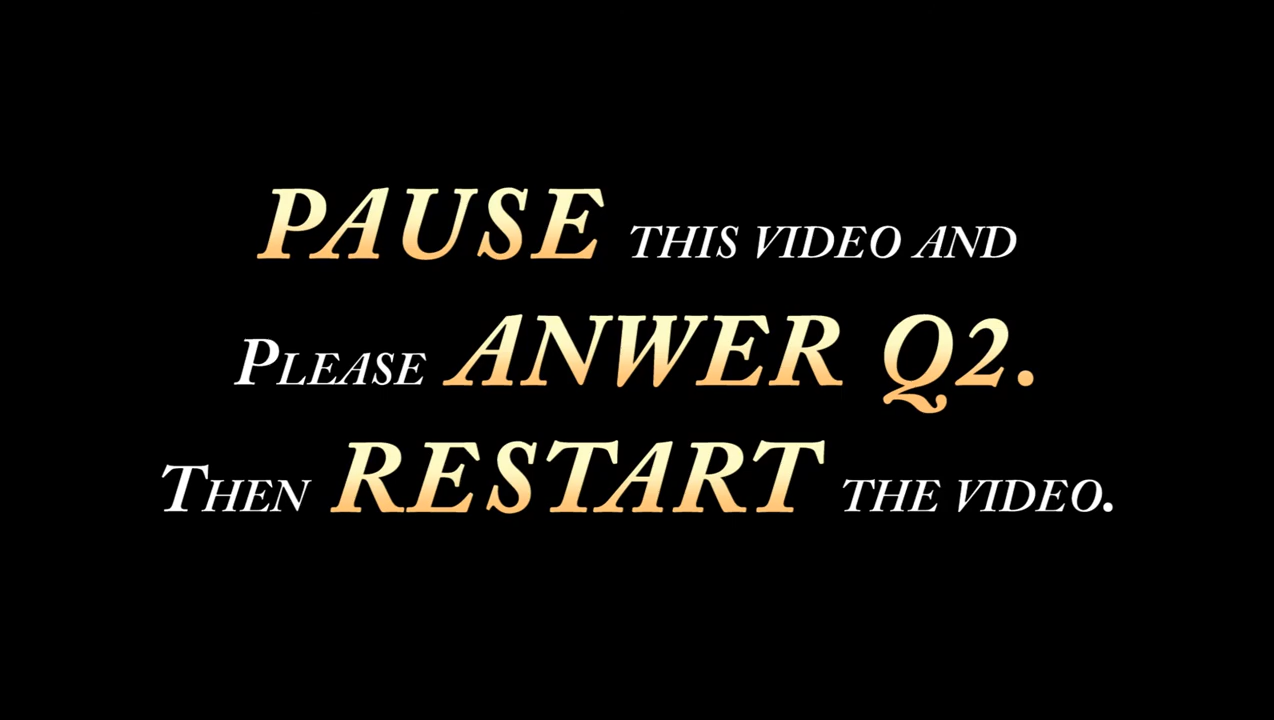 PAUSE THIS VIDEO AND
PLEASE ANWER Q2.
THEN RESTART THE VIDEO.